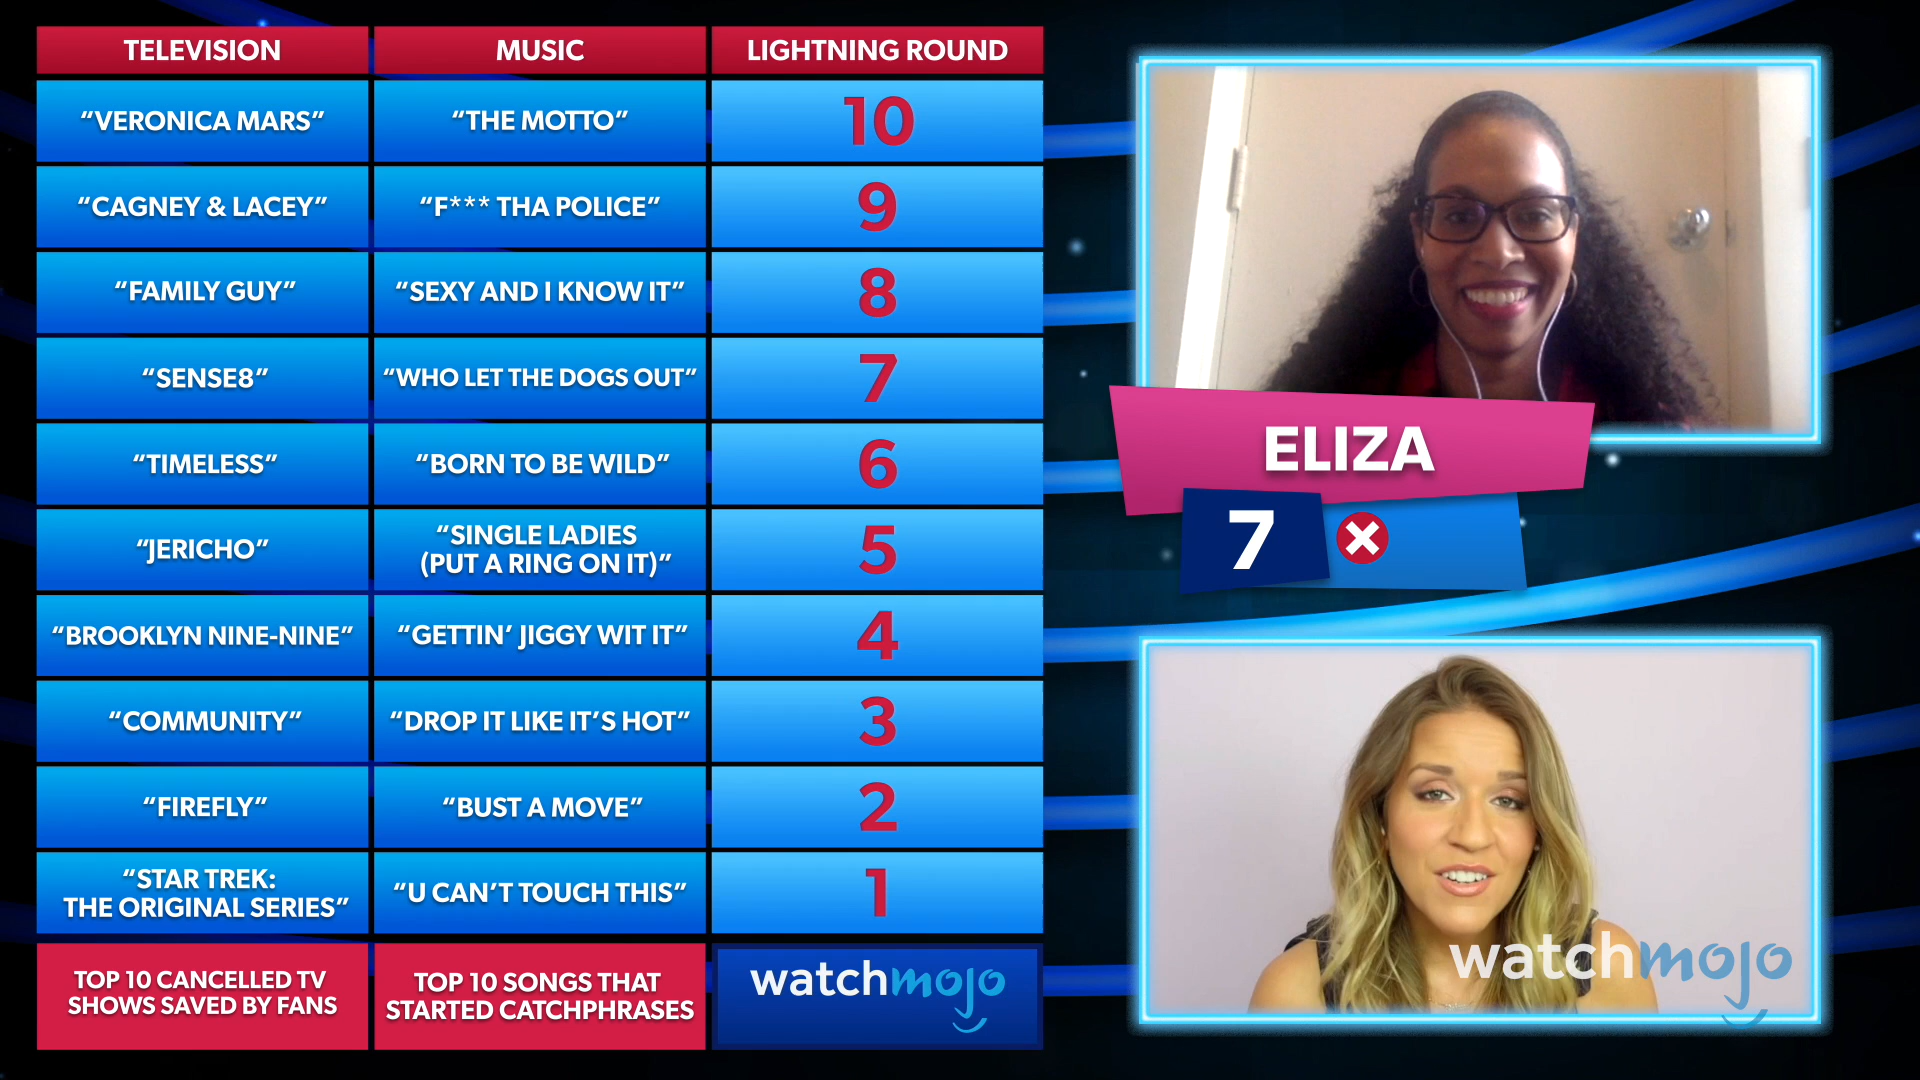 TELEVISION
MUSIC
LIGHTNING ROUND
“VERONICA MARS”
“THE MOTTO”
10
“CAGNEY & LACEY”
“F*** THA POLICE”
9
“FAMILY GUY”
“SEXY AND I KNOW IT”
8
“SENSE8”
“WHO LET THE DOGS OUT”
7
“TIMELESS”
“BORN TO BE WILD”
6
“JERICHO”
“SINGLE LADIES
(PUT A RING ON IT)”
5
“BROOKLYN NINE-NINE”
“GETTIN’ JIGGY WIT IT”
4
“COMMUNITY”
“DROP IT LIKE IT’S HOT”
3
“FIREFLY”
“BUST A MOVE”
2
“STAR TREK:
THE ORIGINAL SERIES”
“U CAN’T TOUCH THIS”
1
TOP 10 CANCELLED TV
SHOWS SAVED BY FANS
TOP 10 SONGS THAT
STARTED CATCHPHRASES
watchmojo
ELIZA
7
watchmojo